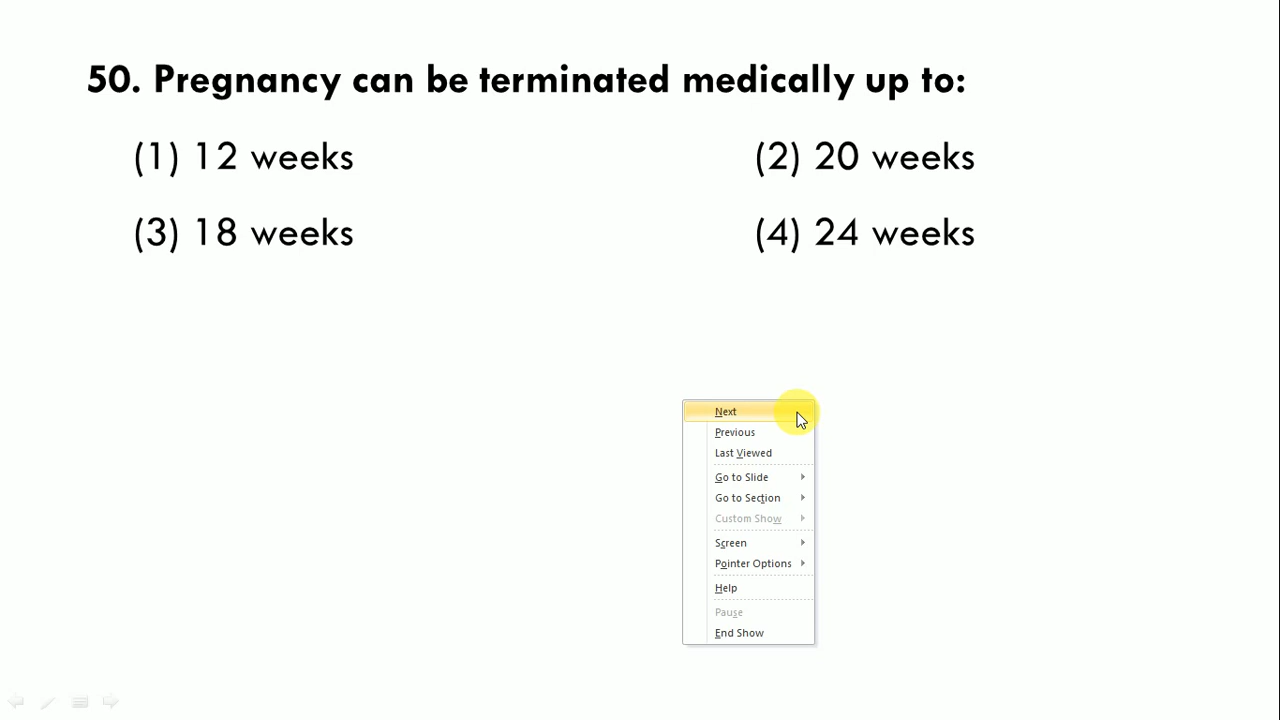 50. Pregnancy can be terminated medically up to:
(1) 12 weeks (2) 20 weeks
(3) 18 weeks (4) 24 weeks
Next
Previous
Last Viewed
Go to Slide
Go to Section
Custom Show
Screen
Pointer Options
Help
Pause
End Show